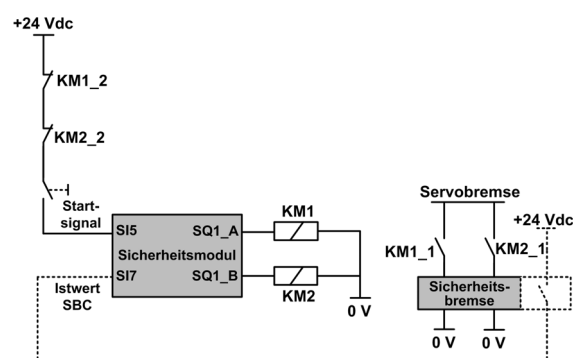 +24 Vdc
KM1_2
KM2_2
Start-
signal
SI5
SQ1_A
Sicherheitsmodul
SI7
SQ1_B
Istwert
SBC
KM1
KM2
0 V
Servobremse
+24 Vdc
KM1_1
KM2_1
Sicherheits-
bremse
0 V
0 V